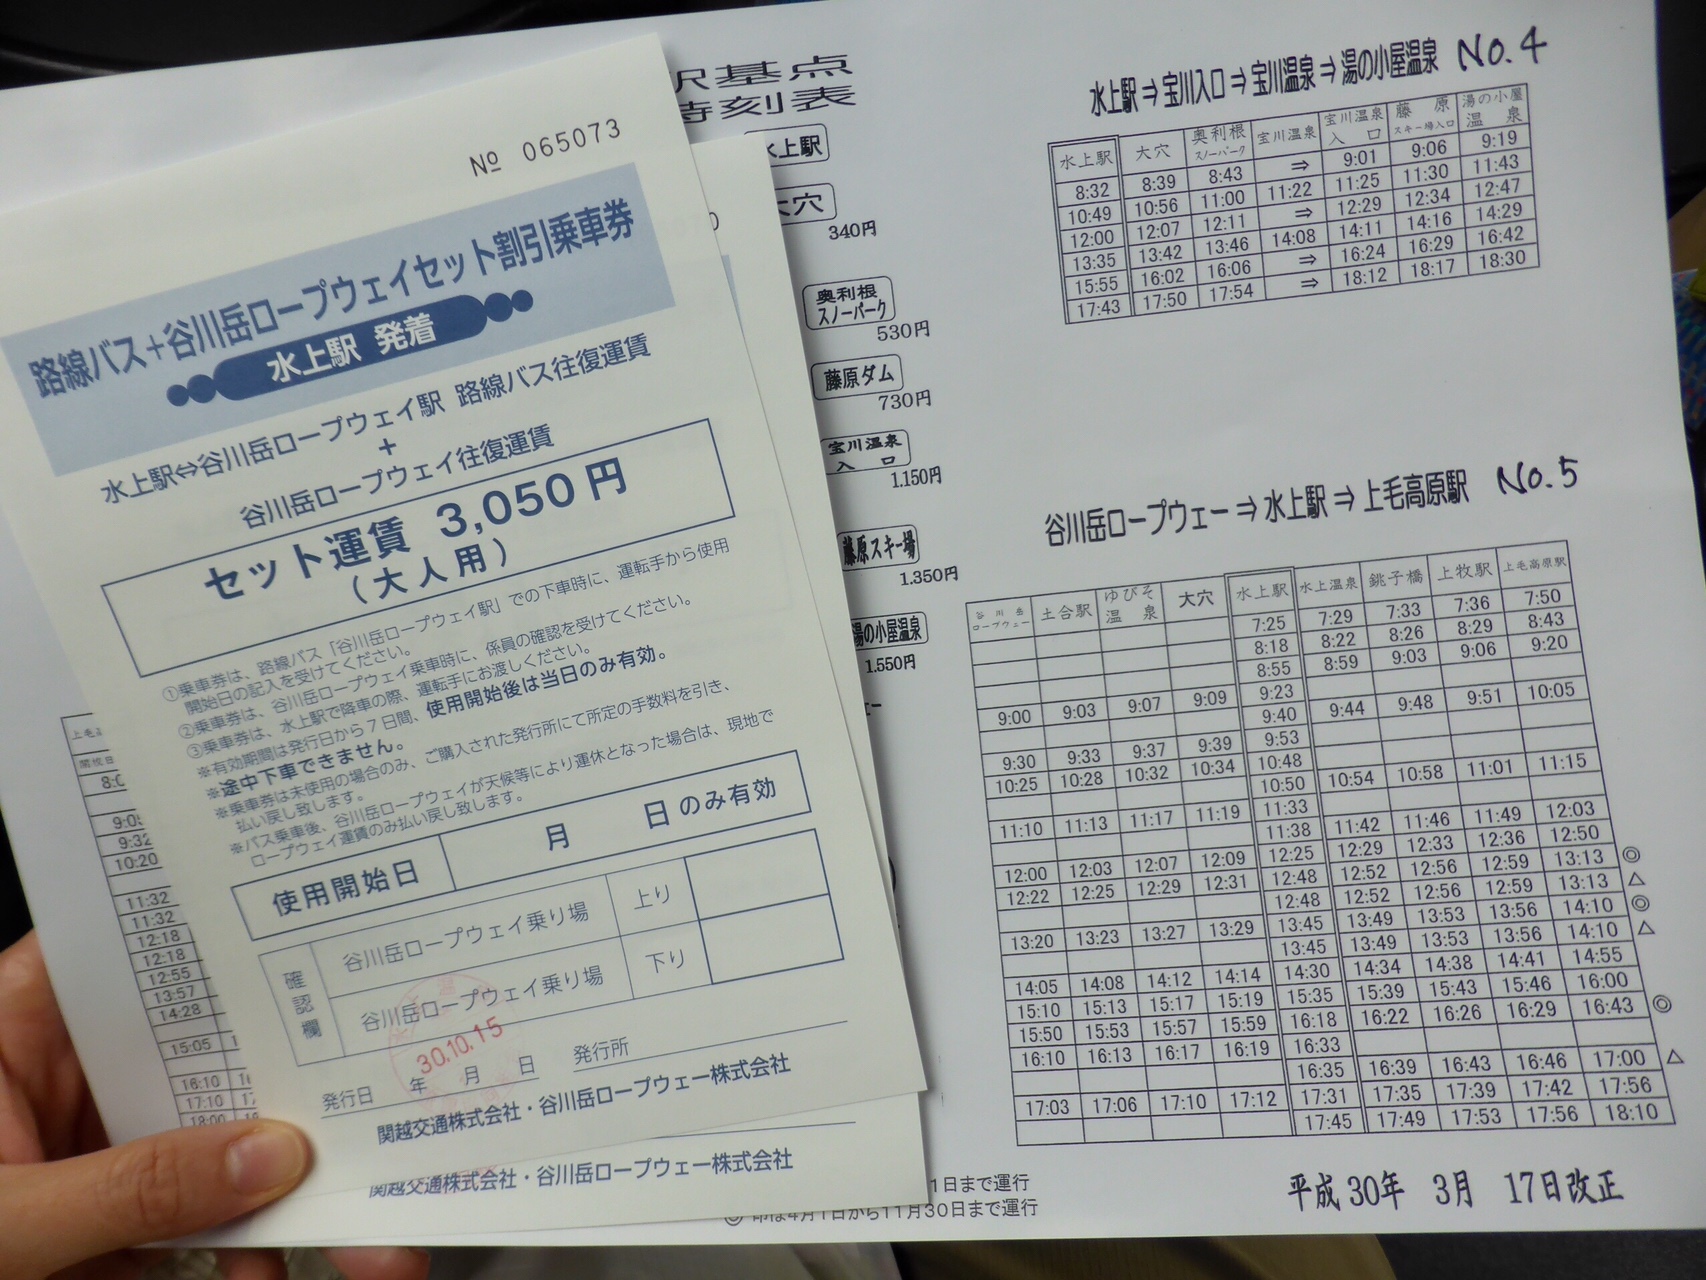 № 065073
路線バス＋谷川岳ロープウェイセット割引乗車券
水上駅 発着
水上駅⇔谷川岳ロープウェイ駅 路線バス往復運賃
＋
谷川岳ロープウェイ往復運賃
セット運賃 3,050円
（大人用）
①乗車券は、路線バス「谷川岳ロープウェイ駅」での下車時に、運転手から使用
開始日の記入を受けてください。
②乗車券は、谷川岳ロープウェイ乗車時に、係員の確認を受けてください。
③乗車券は、水上駅で降車の際、運転手にお渡しください。
※有効期間は発行日から7日間、使用開始後は当日のみ有効。
※途中下車できません。
※乗車券は未使用の場合のみ、ご購入された発行所にて所定の手数料を引き、
払い戻し致します。
※バス乗車後、谷川岳ロープウェイが天候等により運休となった場合は、現地で
ロープウェイ運賃のみ払い戻し致します。
使用開始日 月 日のみ有効
確認欄
谷川岳ロープウェイ乗り場 上り
谷川岳ロープウェイ乗り場 下り
30.10.15
発行日 年 月 日 発行所
関越交通株式会社・谷川岳ロープウェー株式会社
関越交通株式会社・谷川岳ロープウェー株式会社
駅基点
時刻表
水上駅
大穴
340円
奥利根
スノーパーク
530円
藤原ダム
730円
宝川温泉
入口
1.150円
藤原スキー場
1.350円
湯の小屋温泉
1.550円
9:32
10:20
11:32
11:32
12:18
12:18
12:55
13:57
14:28
15:05
16:10
17:10
18:00
水上駅⇒宝川入口⇒宝川温泉⇒湯の小屋温泉 No.4
水上駅 大穴 奥利根スノーパーク 宝川温泉 宝川温泉入口 藤原スキー場入口 湯の小屋温泉
8:32 8:39 8:43 ⇒ 9:01 9:06 9:19
10:49 10:56 11:00 11:22 11:25 11:30 11:43
12:00 12:07 12:11 ⇒ 12:29 12:34 12:47
13:35 13:42 13:46 14:08 14:11 14:16 14:29
15:55 16:02 16:06 ⇒ 16:24 16:29 16:42
17:43 17:50 17:54 ⇒ 18:12 18:17 18:30
谷川岳ロープウェー⇒水上駅⇒上毛高原駅 No.5
谷川岳ロープウェー 土合駅 ゆびそ温泉 大穴 水上駅 水上温泉 銚子橋 上牧駅 上毛高原駅
7:25 7:29 7:33 7:36 7:50
8:18 8:22 8:26 8:29 8:43
8:55 8:59 9:03 9:06 9:20
9:00 9:03 9:07 9:09 9:23
9:40 9:44 9:48 9:51 10:05
9:30 9:33 9:37 9:39 9:53
10:25 10:28 10:32 10:34 10:48
10:50 10:54 10:58 11:01 11:15
11:10 11:13 11:17 11:19 11:33
11:38 11:42 11:46 11:49 12:03
12:00 12:03 12:07 12:09 12:25 12:29 12:33 12:36 12:50
12:22 12:25 12:29 12:31 12:48 12:52 12:56 12:59 13:13 ◎
12:48 12:52 12:56 12:59 13:13 △
13:20 13:23 13:27 13:29 13:45 13:49 13:53 13:56 14:10 ◎
13:45 13:49 13:53 13:56 14:10 △
14:05 14:08 14:12 14:14 14:30 14:34 14:38 14:41 14:55
15:10 15:13 15:17 15:19 15:35 15:39 15:43 15:46 16:00
15:50 15:53 15:57 15:59 16:18 16:22 16:26 16:29 16:43 ◎
16:10 16:13 16:17 16:19 16:33
16:35 16:39 16:43 16:46 17:00 △
17:03 17:06 17:10 17:12 17:31 17:35 17:39 17:42 17:56
17:45 17:49 17:53 17:56 18:10
1日まで運行
◎印は4月1日から11月30日まで運行
平成30年 3月 17日改正